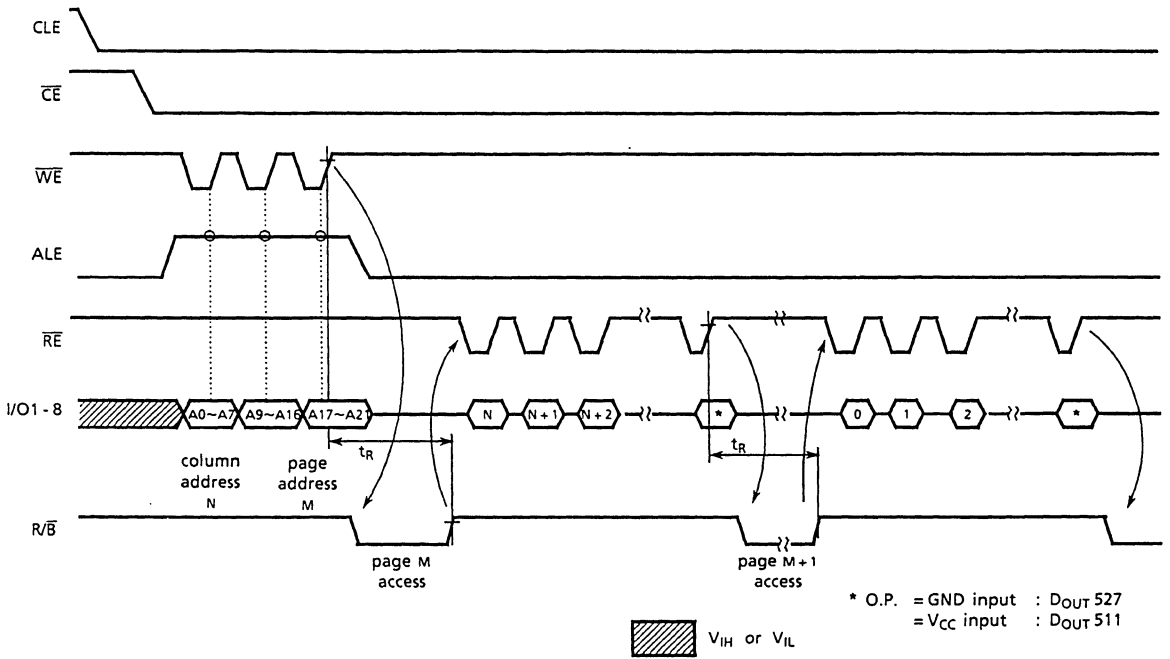 CLE
CE
WE
ALE
RE
I/O1 - 8
A0~A7
A9~A16
A17~A21
N
N + 1
N + 2
*
0
1
2
*
tR
tR
column
address
N
page
address
M
R/B
page M
access
page M + 1
access
* O.P. = GND input : DOUT 527
= VCC input : DOUT 511
VIH or VIL